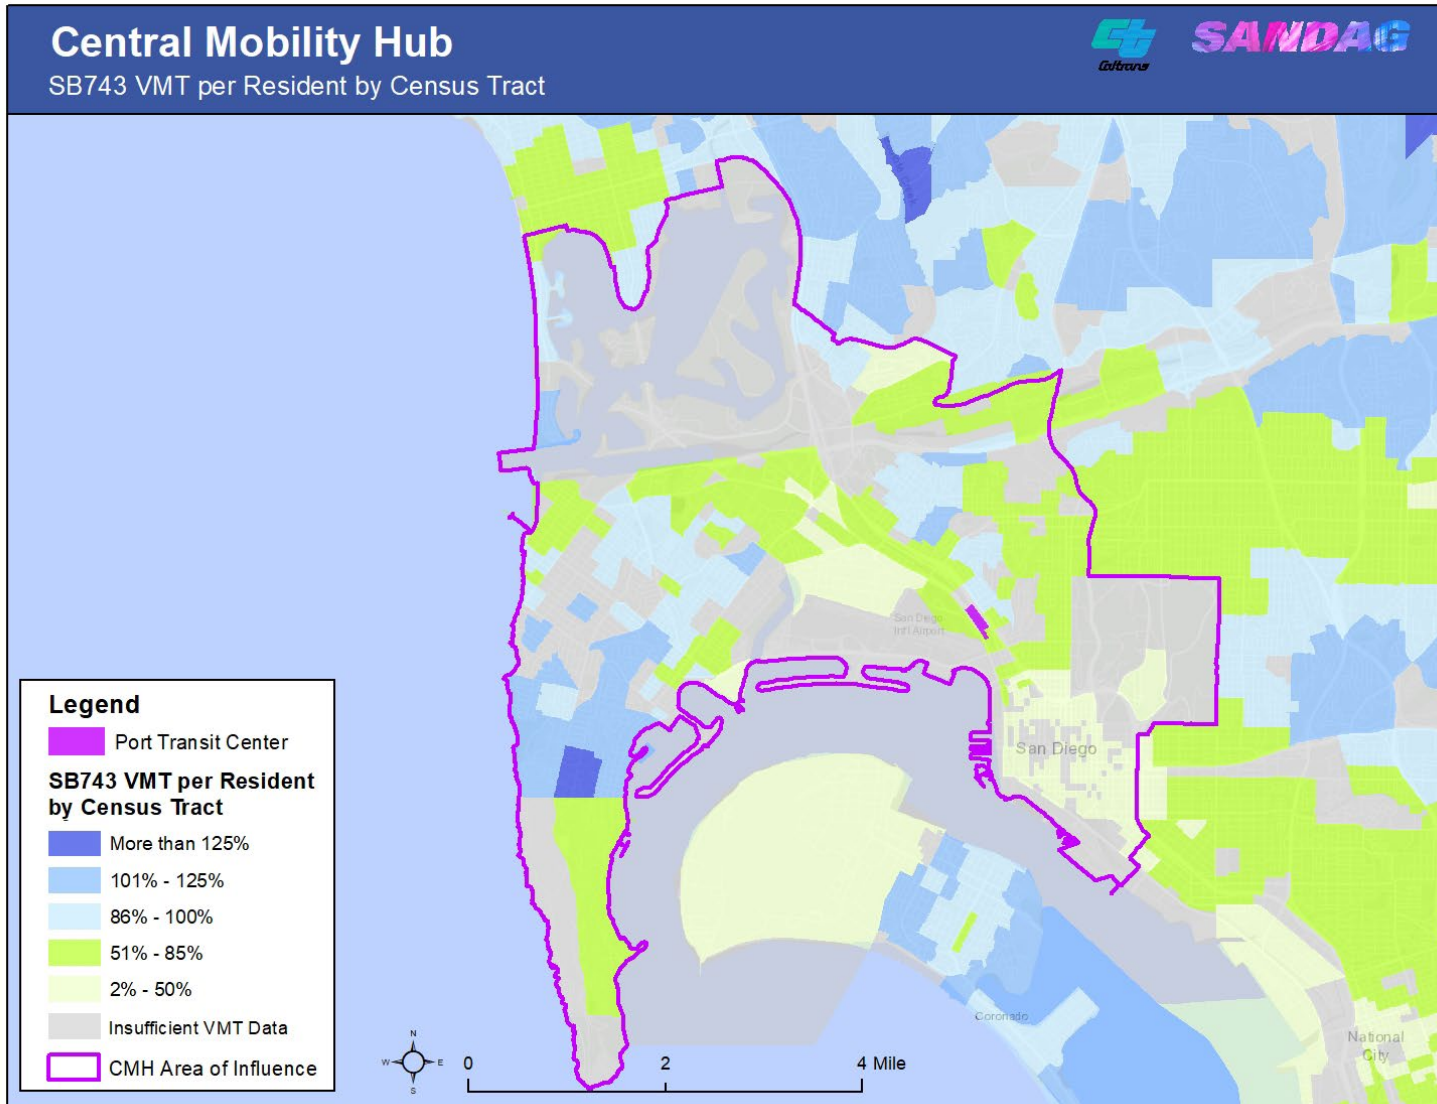 Central Mobility Hub
SB743 VMT per Resident by Census Tract
Caltrans
SANDAG
San Diego
Int'l Airport
San Diego
Coronado
National
City
Legend
Port Transit Center
SB743 VMT per Resident
by Census Tract
More than 125%
101% - 125%
86% - 100%
51% - 85%
2% - 50%
Insufficient VMT Data
CMH Area of Influence
N
W
E
S
0
2
4 Mile